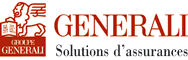 GROUPE
GENERALI
GENERALI
Solutions d'assurances